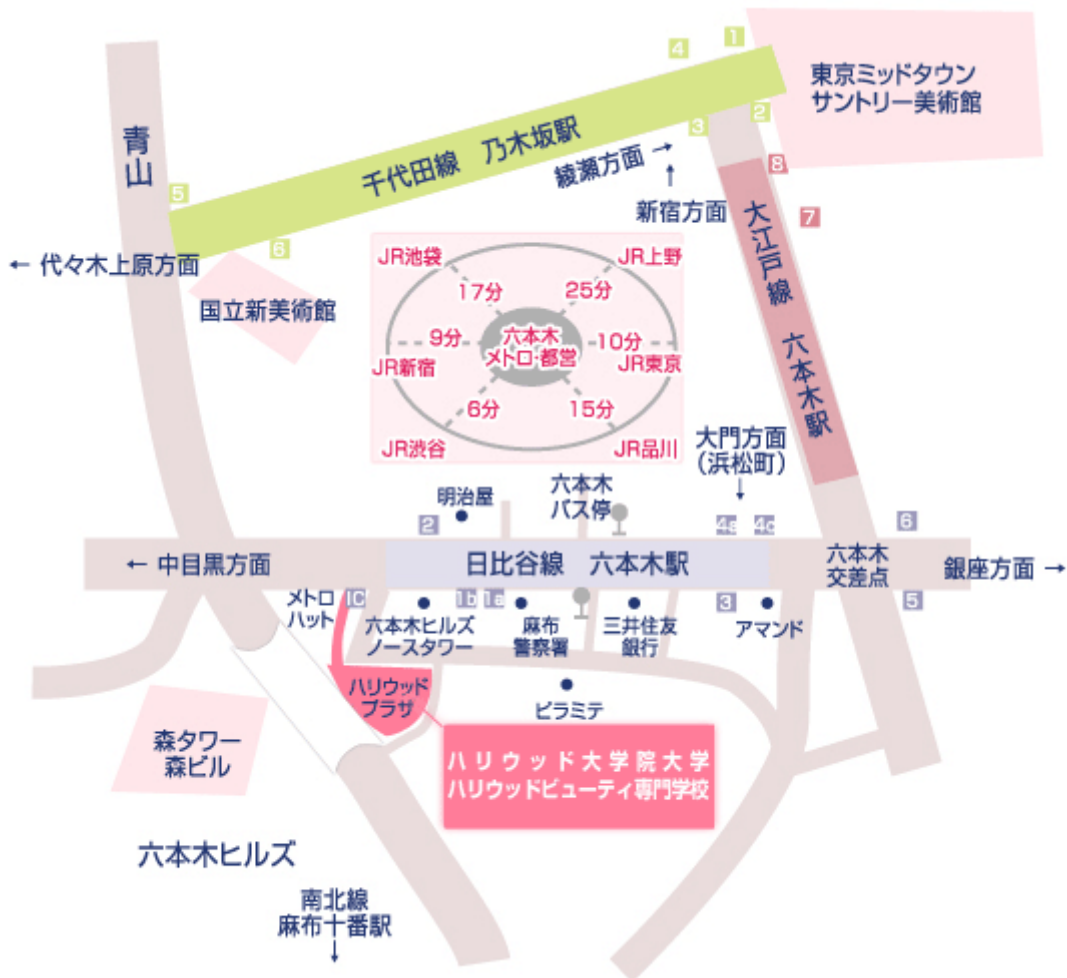 4
1
東京ミッドタウン
サントリー美術館
2
3
青山
千代田線 乃木坂駅
綾瀬方面→
↑
新宿方面
8
7
5
6
← 代々木上原方面
国立新美術館
大江戸線 六本木駅
JR池袋
JR上野
17分
25分
9分
六本木
メトロ・都営
10分
JR新宿
JR東京
6分
15分
JR渋谷
JR品川
大門方面
(浜松町)
↓
明治屋
六本木
バス停
2
4a
4c
6
← 中目黒方面
日比谷線 六本木駅
六本木
交差点
銀座方面→
メトロ
ハット
1C
1b
1a
3
5
六本木ヒルズ
ノースタワー
麻布
警察署
三井住友
銀行
アマンド
ハリウッド
プラザ
ピラミデ
森タワー
森ビル
ハリウッド大学院大学
ハリウッドビューティ専門学校
六本木ヒルズ
南北線
麻布十番駅
↓